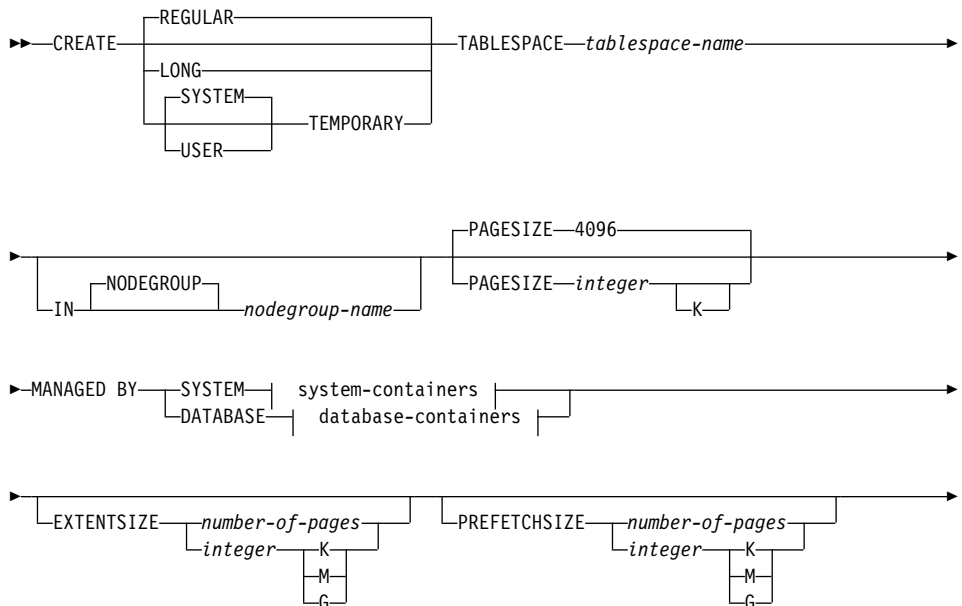 REGULAR
CREATE TABLESPACE tablespace-name
LONG
SYSTEM
TEMPORARY
USER
PAGESIZE 4096
IN NODEGROUP nodegroup-name
PAGESIZE integer K
MANAGED BY SYSTEM system-containers
DATABASE database-containers
EXTENTSIZE number-of-pages PREFETCHSIZE number-of-pages
integer K integer K
M M
G G